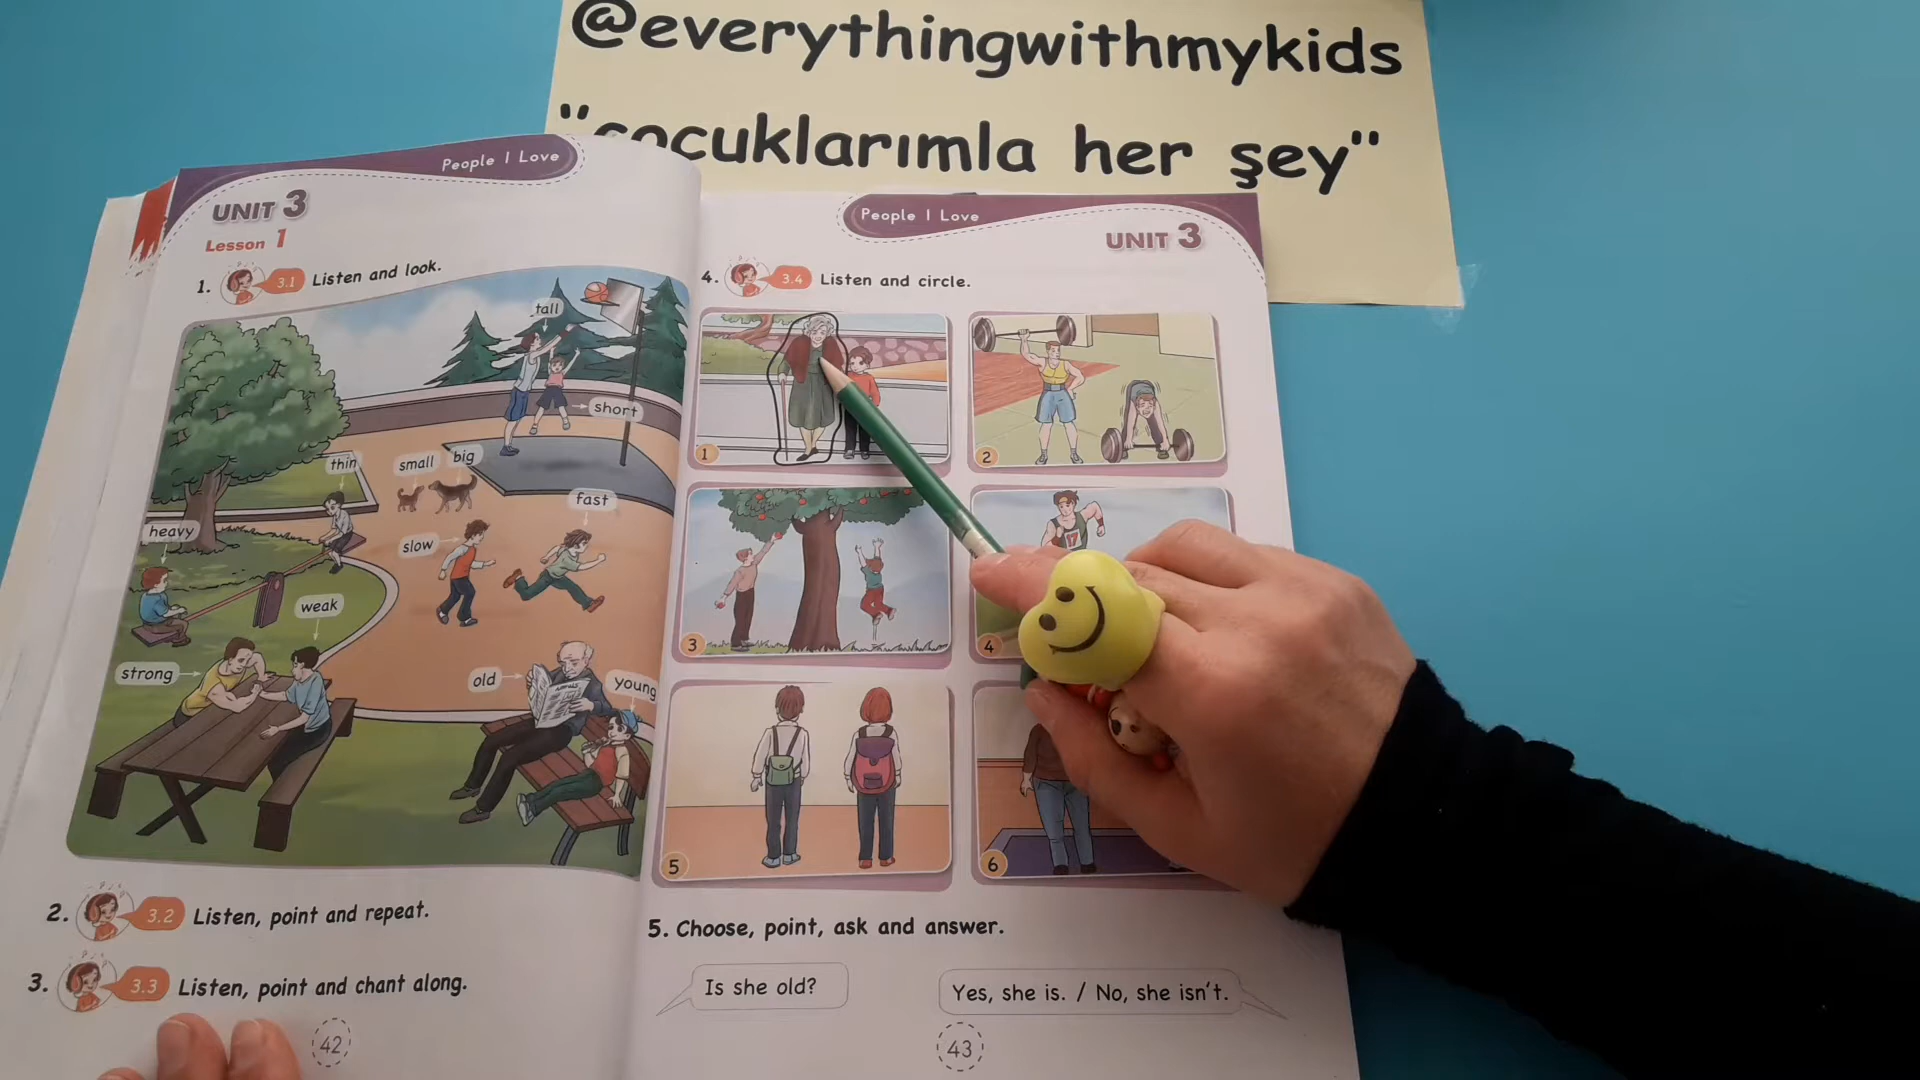 @everythingwithmykids
"çocuklarımla her şey"
People I Love
UNIT 3
Lesson 1
1. 3.1 Listen and look.
tall
short
thin
small
big
fast
heavy
slow
weak
strong
old
young
2. 3.2 Listen, point and repeat.
3. 3.3 Listen, point and chant along.
42
People I Love
UNIT 3
4. 3.4 Listen and circle.
1
2
3
17
4
5
6
5. Choose, point, ask and answer.
Is she old?
Yes, she is. / No, she isn't.
43